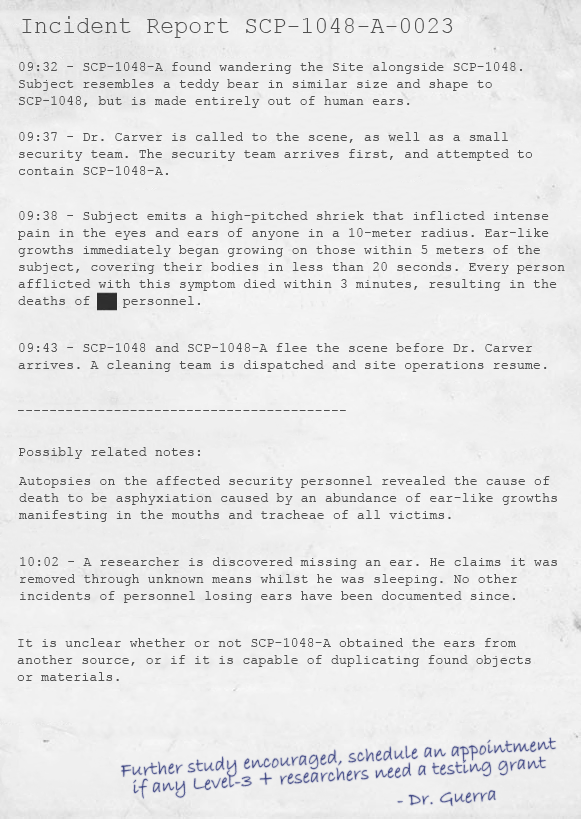 Incident Report SCP-1048-A-0023
09:32 - SCP-1048-A found wandering the Site alongside SCP-1048.
Subject resembles a teddy bear in similar size and shape to
SCP-1048, but is made entirely out of human ears.
09:37 - Dr. Carver is called to the scene, as well as a small
security team. The security team arrives first, and attempted to
contain SCP-1048-A.
09:38 - Subject emits a high-pitched shriek that inflicted intense
pain in the eyes and ears of anyone in a 10-meter radius. Ear-like
growths immediately began growing on those within 5 meters of the
subject, covering their bodies in less than 20 seconds. Every person
afflicted with this symptom died within 3 minutes, resulting in the
deaths of ██ personnel.
09:43 - SCP-1048 and SCP-1048-A flee the scene before Dr. Carver
arrives. A cleaning team is dispatched and site operations resume.
-----------------------------------------
Possibly related notes:
Autopsies on the affected security personnel revealed the cause of
death to be asphyxiation caused by an abundance of ear-like growths
manifesting in the mouths and tracheae of all victims.
10:02 - A researcher is discovered missing an ear. He claims it was
removed through unknown means whilst he was sleeping. No other
incidents of personnel losing ears have been documented since.
It is unclear whether or not SCP-1048-A obtained the ears from
another source, or if it is capable of duplicating found objects
or materials.
Further study encouraged, schedule an appointment
if any Level-3 + researchers need a testing grant
- Dr. Guerra